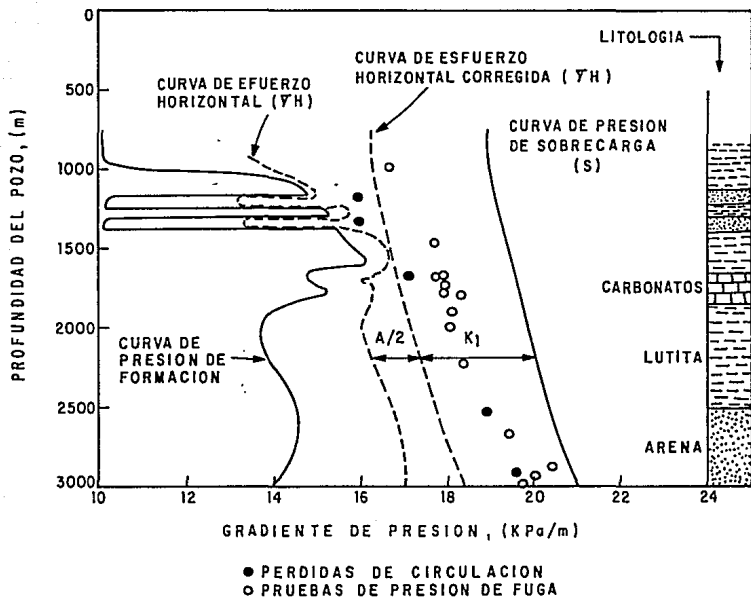 0
500
1000
1500
2000
2500
3000
PROFUNDIDAD DEL POZO, (m)
LITOLOGIA
CURVA DE EFUERZO
HORIZONTAL (σ̅H)
CURVA DE ESFUERZO
HORIZONTAL CORREGIDA (σ̅H)
CURVA DE PRESION
DE SOBRECARGA
(S)
CARBONATOS
A/2
K1
CURVA DE
PRESION DE
FORMACION
LUTITA
ARENA
10
12
14
16
18
20
22
24
25
GRADIENTE DE PRESION, (KPa/m)
● PERDIDAS DE CIRCULACION
○ PRUEBAS DE PRESION DE FUGA